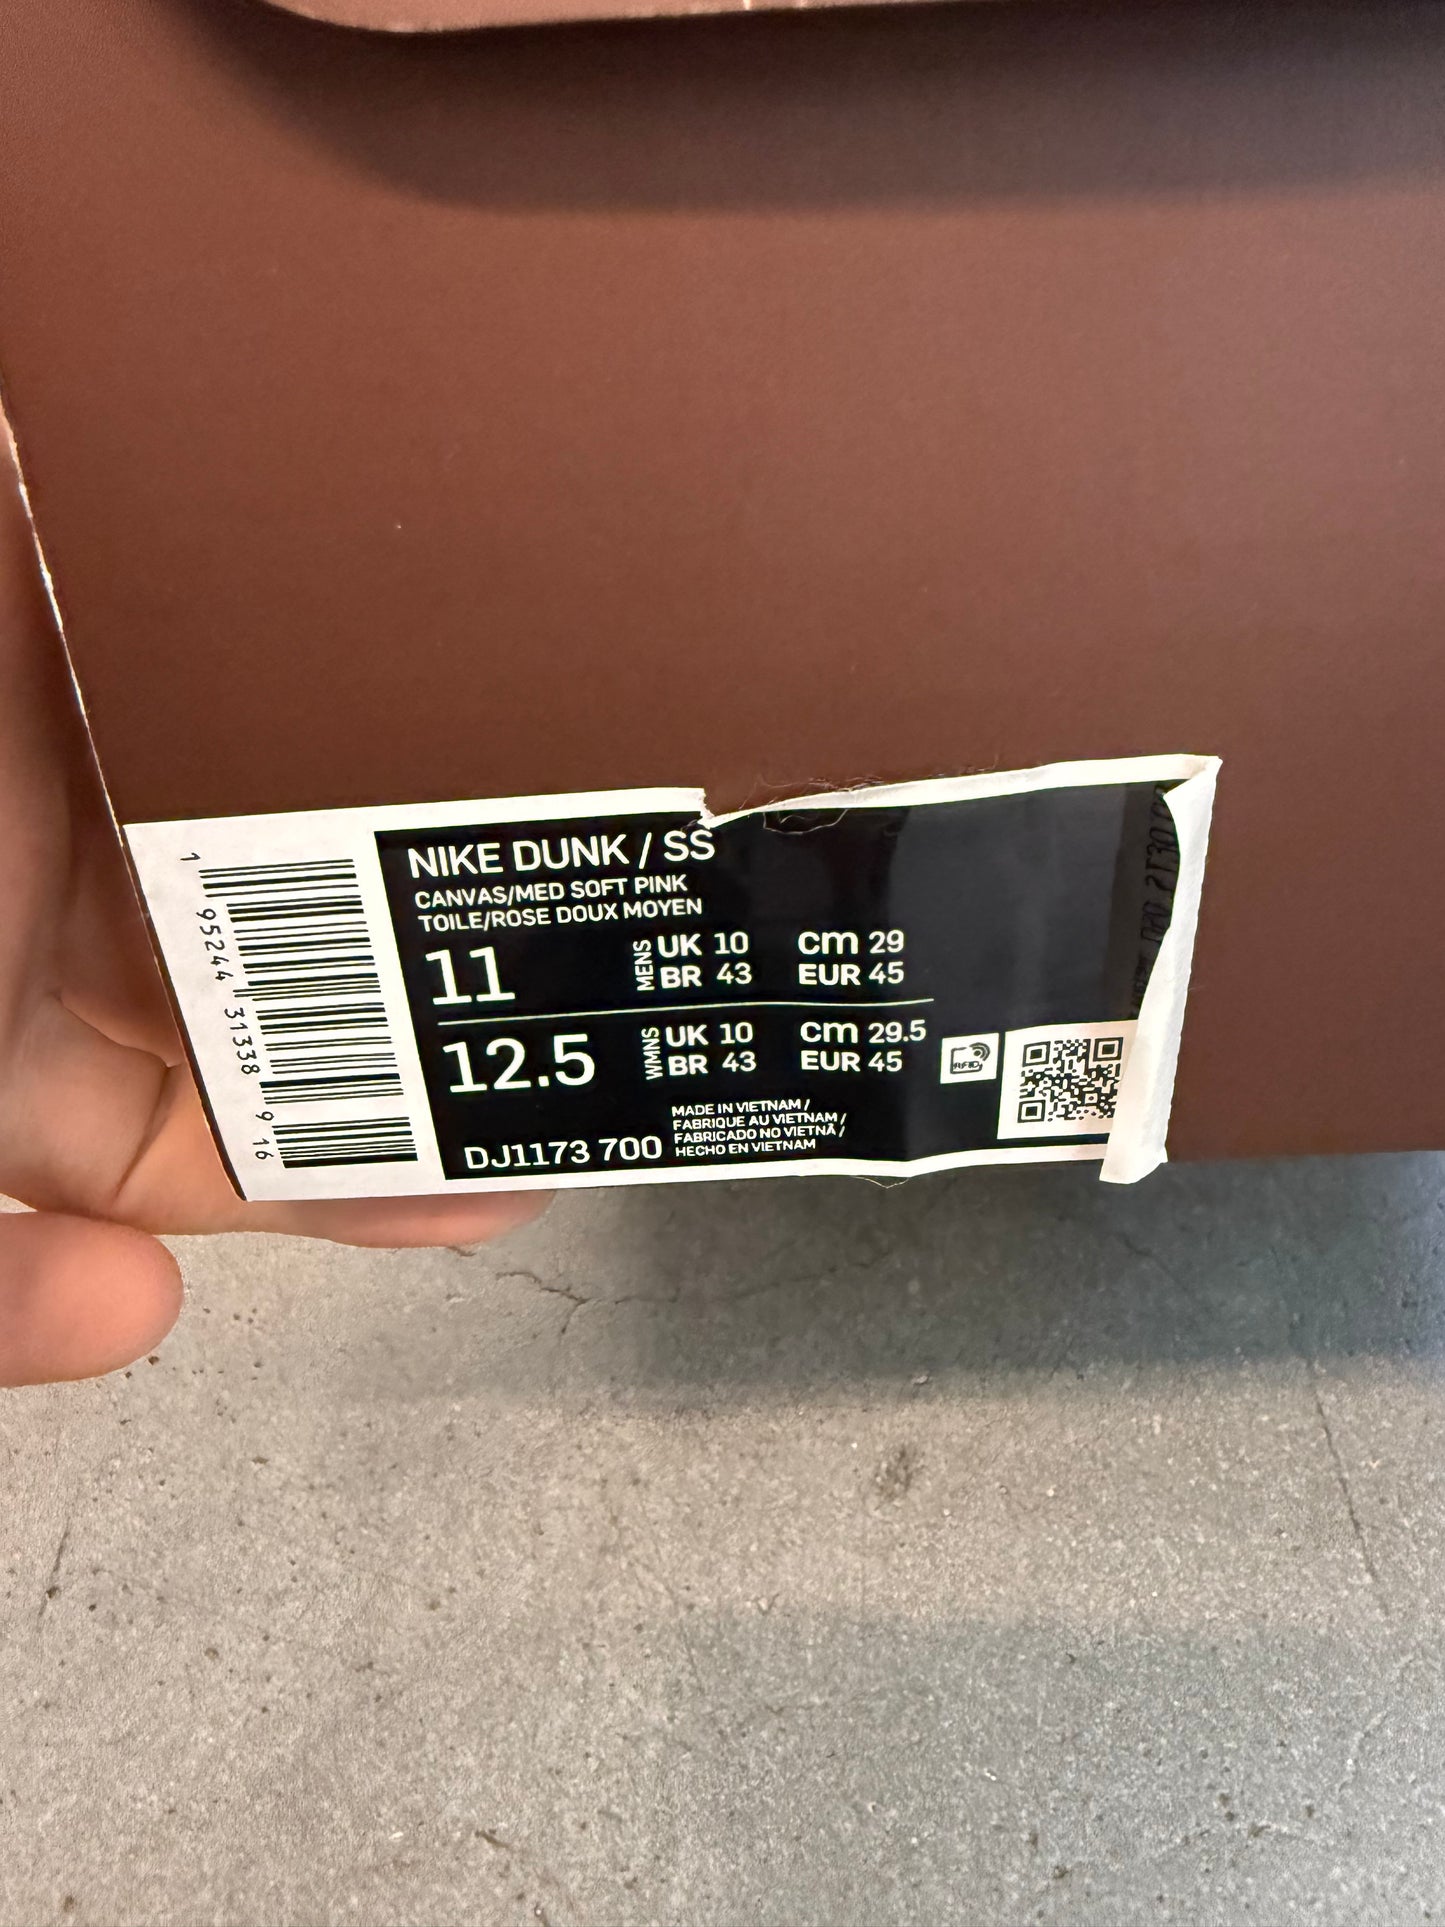 1 95244 31338 9 16
NIKE DUNK / SS
CANVAS/MED SOFT PINK
TOILE/ROSE DOUX MOYEN
11 MENS UK 10 CM 29
BR 43 EUR 45
12.5 WMNS UK 10 CM 29.5
BR 43 EUR 45
RFID
DJ1173 700
MADE IN VIETNAM /
FABRIQUE AU VIETNAM /
FABRICADO NO VIETNÃ /
HECHO EN VIETNAM